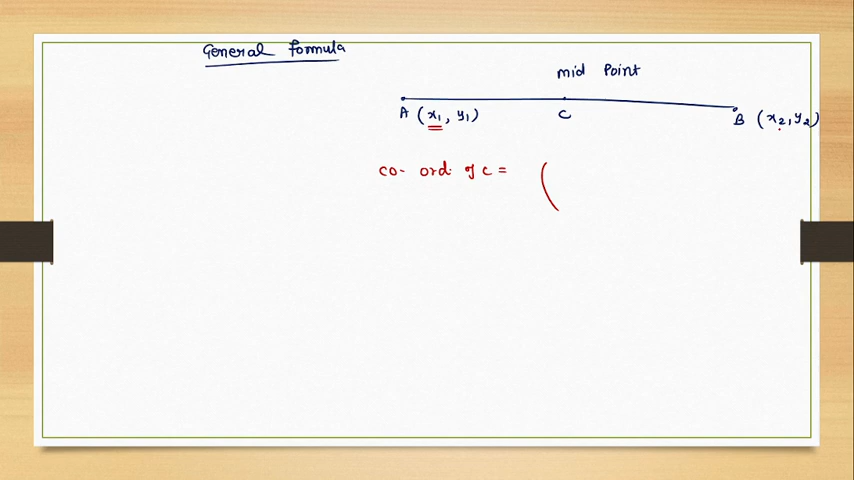 General formula
mid Point
A (x₁, y₁) C B (x₂, y₂)
co-ord. of c = (